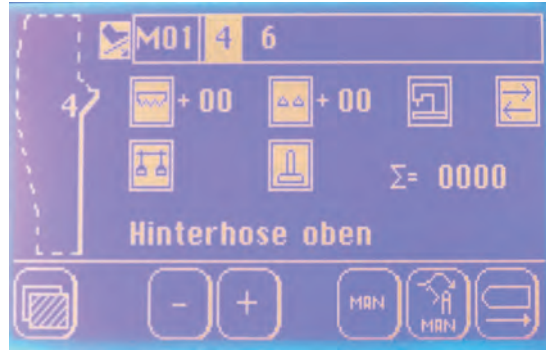 M01 4 6
4 + 00 + 00
Σ= 0000
Hinterhose oben
- + MAN A MAN